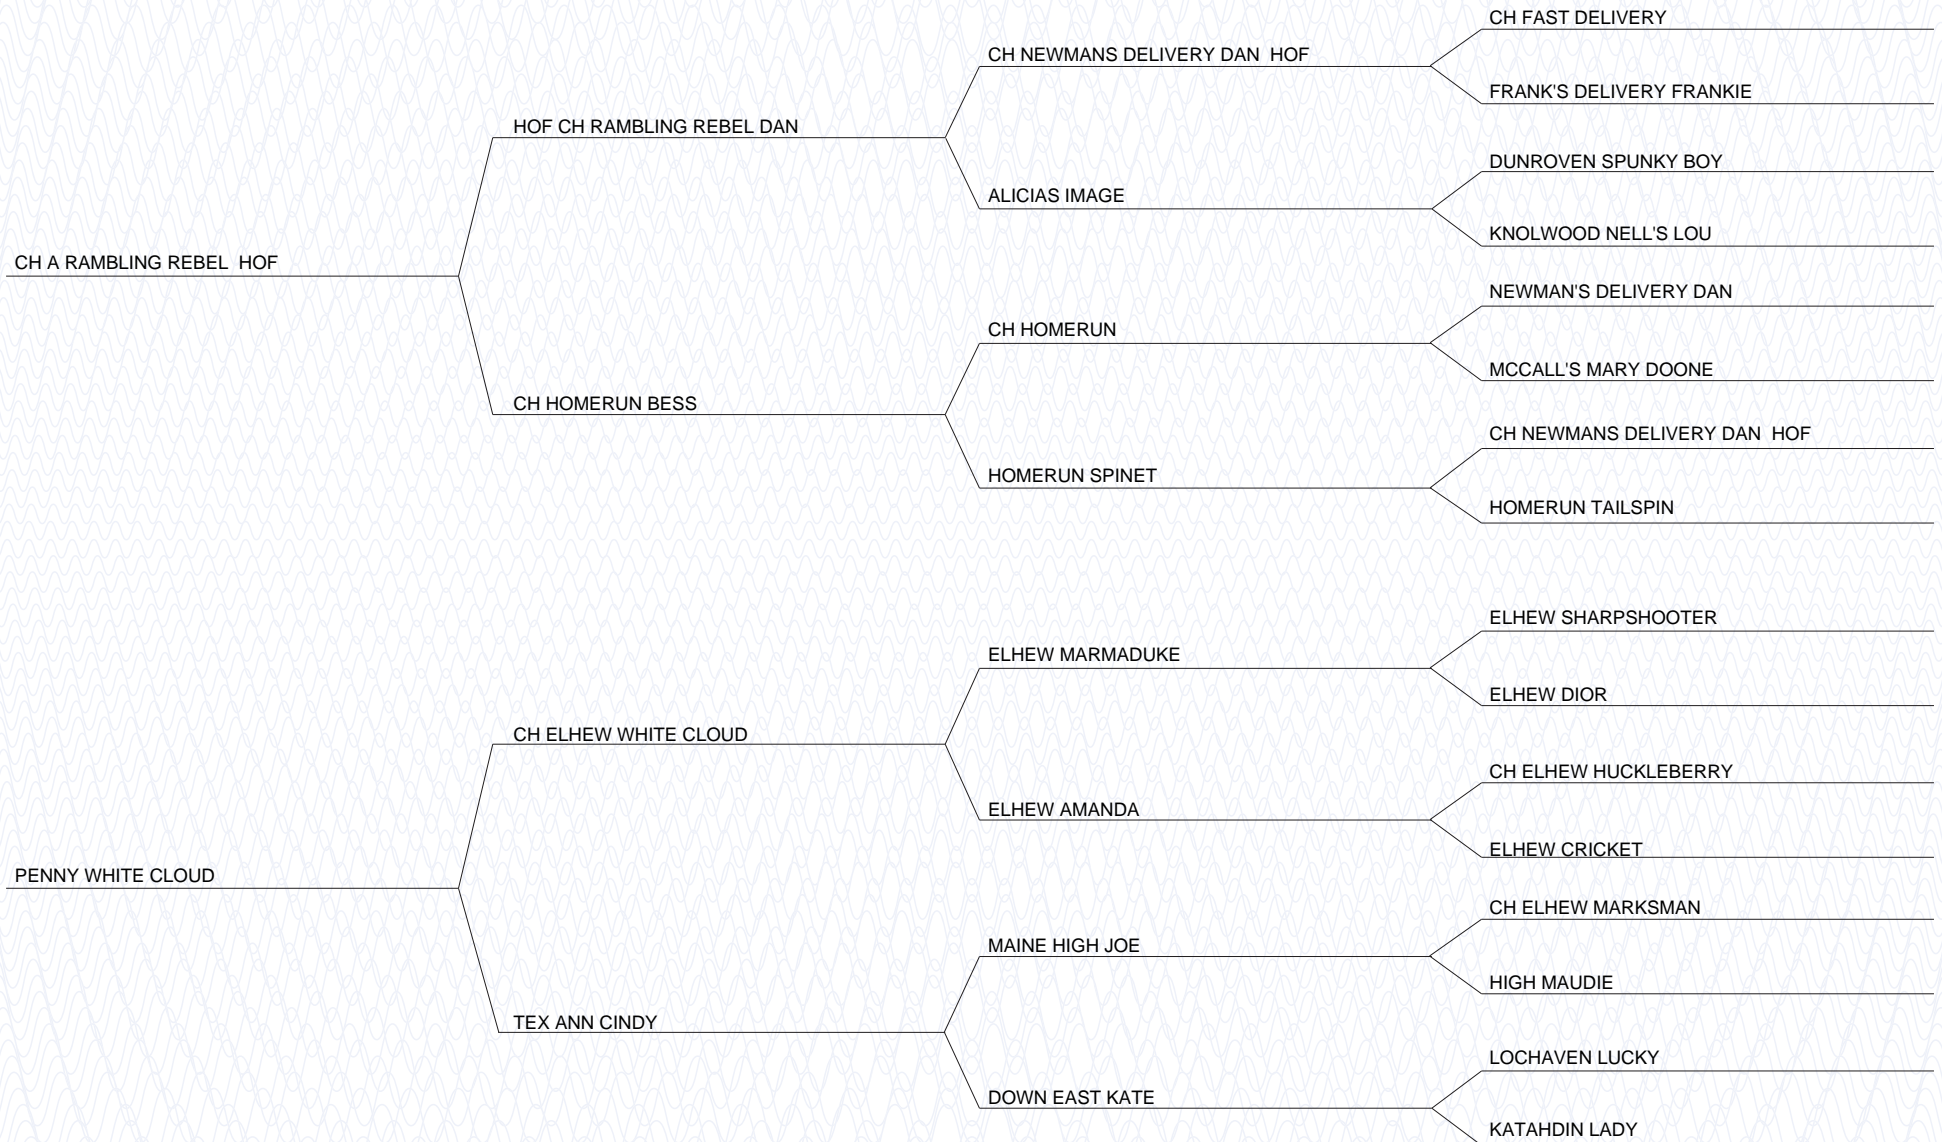 CH FAST DELIVERY
CH NEWMANS DELIVERY DAN  HOF
FRANK'S DELIVERY FRANKIE
HOF CH RAMBLING REBEL DAN
DUNROVEN SPUNKY BOY
ALICIAS IMAGE
KNOLWOOD NELL'S LOU
CH A RAMBLING REBEL  HOF
NEWMAN'S DELIVERY DAN
CH HOMERUN
MCCALL'S MARY DOONE
CH HOMERUN BESS
CH NEWMANS DELIVERY DAN  HOF
HOMERUN SPINET
HOMERUN TAILSPIN
ELHEW SHARPSHOOTER
ELHEW MARMADUKE
ELHEW DIOR
CH ELHEW WHITE CLOUD
CH ELHEW HUCKLEBERRY
ELHEW AMANDA
ELHEW CRICKET
PENNY WHITE CLOUD
CH ELHEW MARKSMAN
MAINE HIGH JOE
HIGH MAUDIE
TEX ANN CINDY
LOCHAVEN LUCKY
DOWN EAST KATE
KATAHDIN LADY